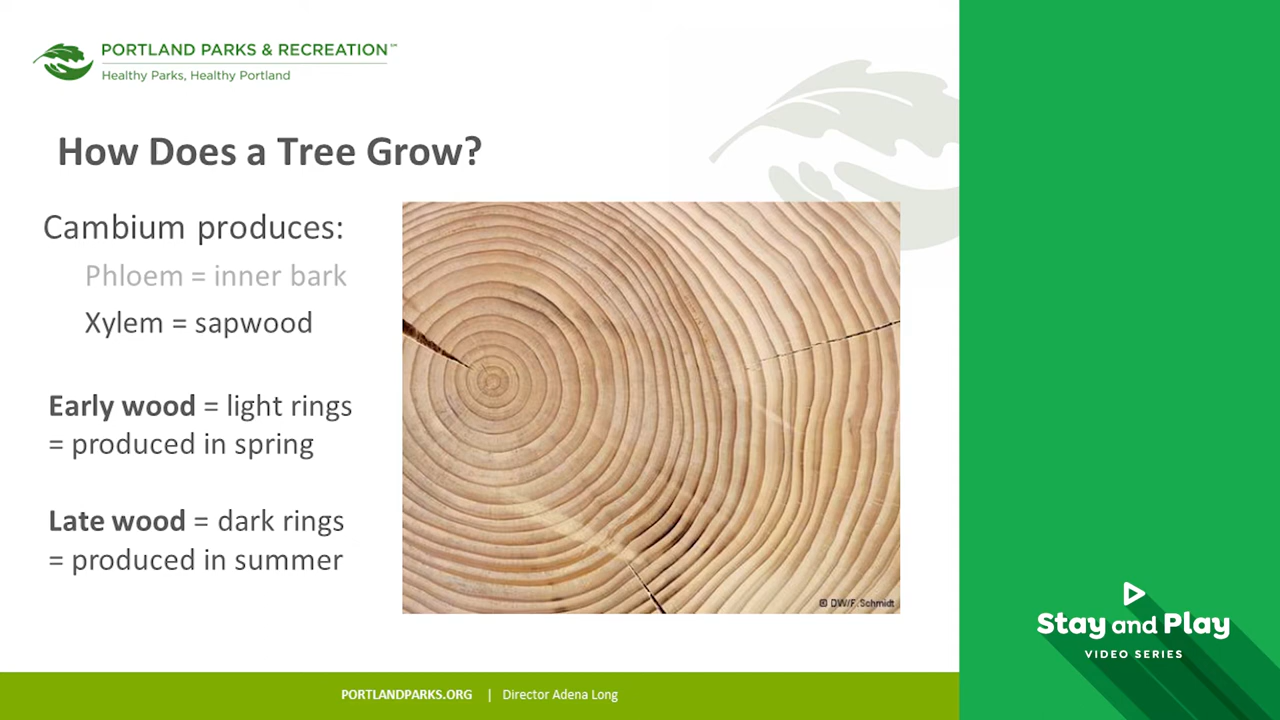 PORTLAND PARKS & RECREATION℠
Healthy Parks, Healthy Portland
How Does a Tree Grow?
Cambium produces:
Phloem = inner bark
Xylem = sapwood
Early wood = light rings
= produced in spring
Late wood = dark rings
= produced in summer
© DW/F. Schmidt
Stay and Play
VIDEO SERIES
PORTLANDPARKS.ORG | Director Adena Long